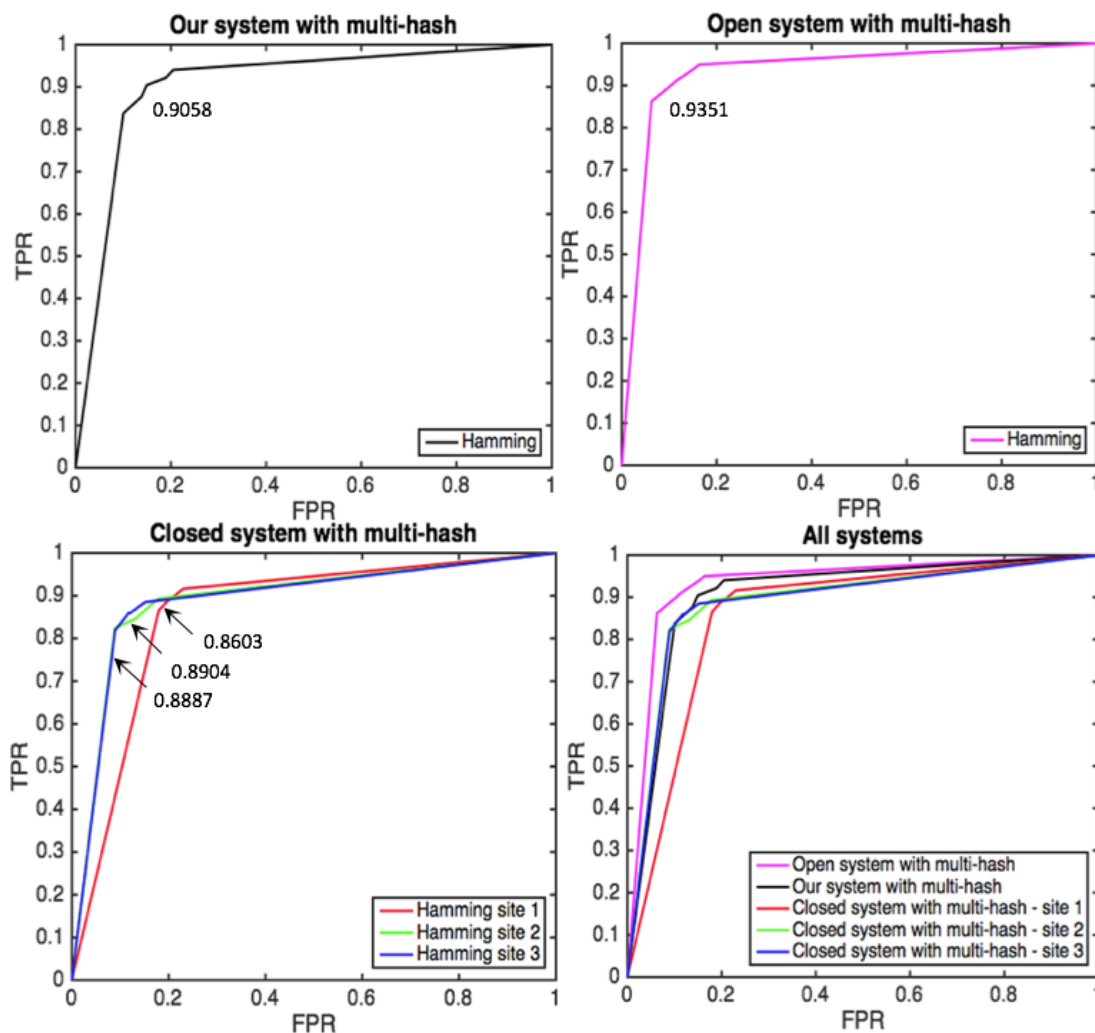 Our system with multi-hash
1
0.9
0.8
0.7
0.6
0.5
0.4
0.3
0.2
0.1
0
TPR
0.9058
Hamming
0 0.2 0.4 0.6 0.8 1
FPR
Open system with multi-hash
1
0.9
0.8
0.7
0.6
0.5
0.4
0.3
0.2
0.1
0
TPR
0.9351
Hamming
0 0.2 0.4 0.6 0.8 1
FPR
Closed system with multi-hash
1
0.9
0.8
0.7
0.6
0.5
0.4
0.3
0.2
0.1
0
TPR
0.8603
0.8904
0.8887
Hamming site 1
Hamming site 2
Hamming site 3
0 0.2 0.4 0.6 0.8 1
FPR
All systems
1
0.9
0.8
0.7
0.6
0.5
0.4
0.3
0.2
0.1
0
TPR
Open system with multi-hash
Our system with multi-hash
Closed system with multi-hash - site 1
Closed system with multi-hash - site 2
Closed system with multi-hash - site 3
0 0.2 0.4 0.6 0.8 1
FPR